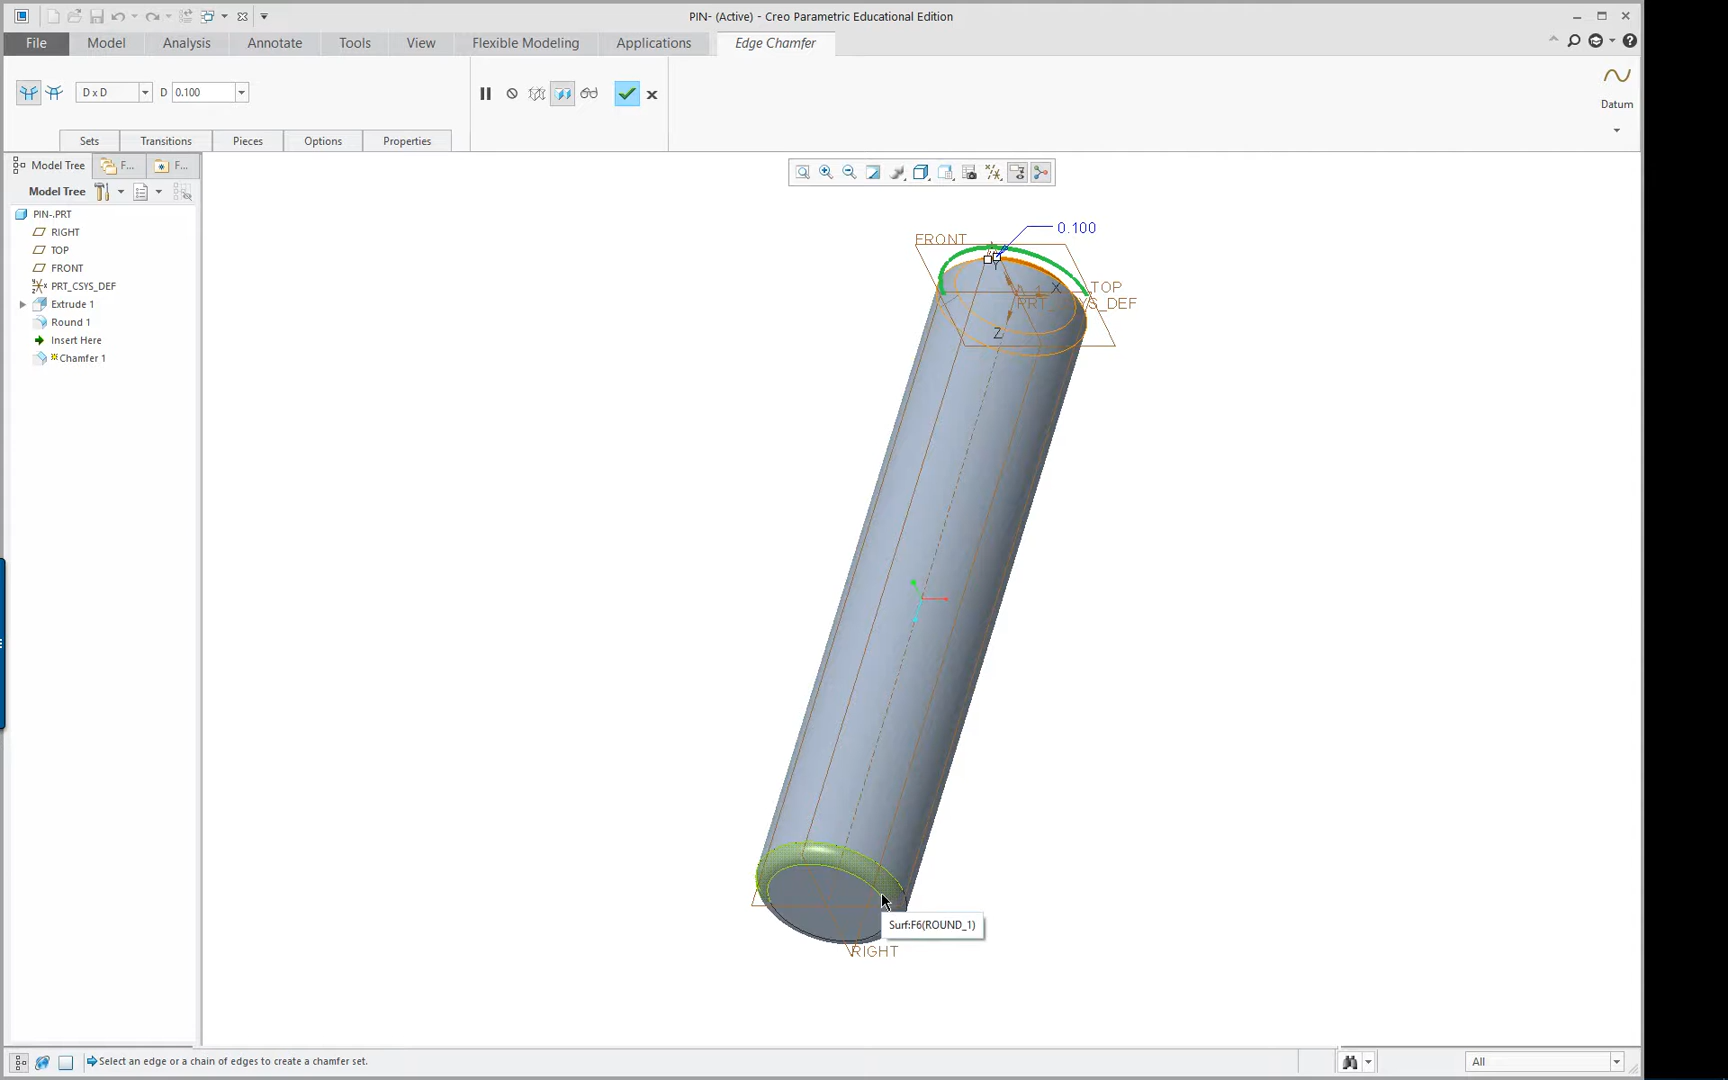 PIN- (Active) - Creo Parametric Educational Edition
File Model Analysis Annotate Tools View Flexible Modeling Applications Edge Chamfer
D x D D 0.100
Datum
Sets Transitions Pieces Options Properties
Model Tree F... F...
Model Tree
PIN-.PRT
RIGHT
TOP
FRONT
PRT_CSYS_DEF
Extrude 1
Round 1
Insert Here
Chamfer 1
0.100
FRONT
Y
X TOP
PRT YS_DEF
Z
Surf:F6(ROUND_1)
RIGHT
Select an edge or a chain of edges to create a chamfer set.
All